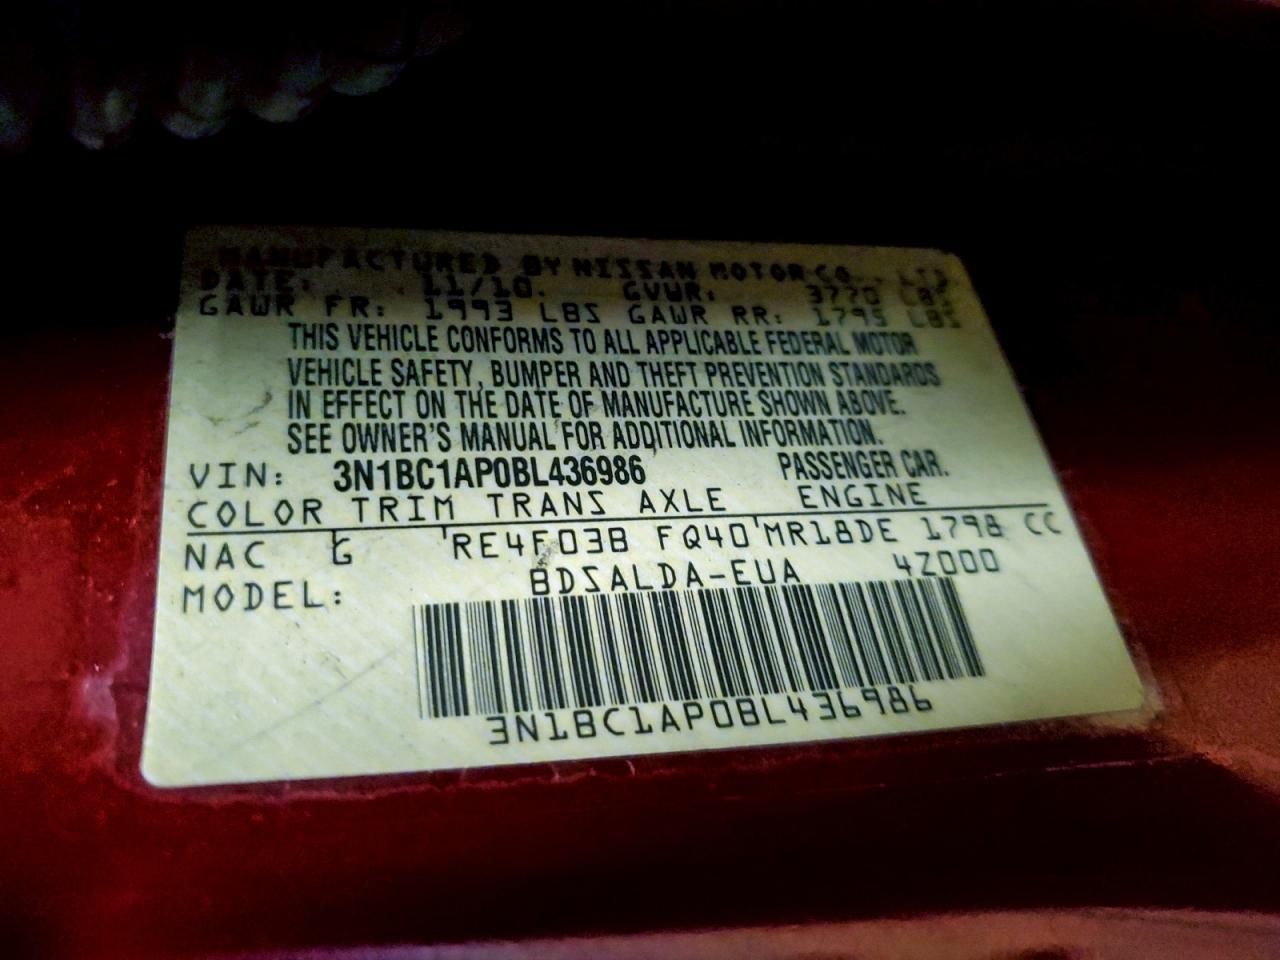 MANUFACTURED BY NISSAN MOTOR CO., LTD
DATE: 11/10. GVWR: 3770 LBS
GAWR FR: 1993 LBS GAWR RR: 1795 LBS
THIS VEHICLE CONFORMS TO ALL APPLICABLE FEDERAL MOTOR
VEHICLE SAFETY, BUMPER AND THEFT PREVENTION STANDARDS
IN EFFECT ON THE DATE OF MANUFACTURE SHOWN ABOVE.
SEE OWNER'S MANUAL FOR ADDITIONAL INFORMATION.
VIN: 3N1BC1AP0BL436986 PASSENGER CAR.
COLOR TRIM TRANS AXLE ENGINE
NAC G RE4F03B FQ40 MR18DE 1798 CC
MODEL: BDSALDA-EUA 4Z000
3N1BC1AP0BL436986